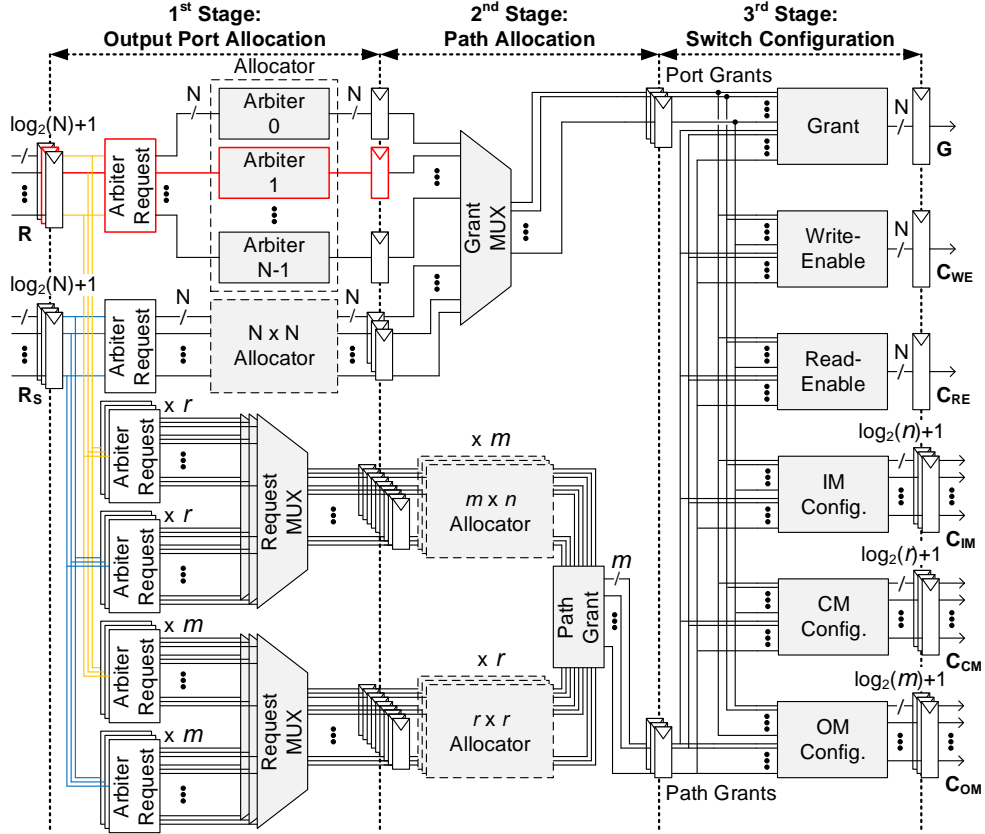 1st Stage:
Output Port Allocation
2nd Stage:
Path Allocation
3rd Stage:
Switch Configuration
Allocator
log2(N)+1
R
Arbiter
Request
N
Arbiter
0
N
Arbiter
1
Arbiter
N-1
Grant
MUX
log2(N)+1
RS
Arbiter
Request
N
N x N
Allocator
N
Port Grants
Grant
N
G
Write-
Enable
N
CWE
Read-
Enable
N
CRE
x r
Arbiter
Request
x r
Arbiter
Request
Request
MUX
x m
m x n
Allocator
IM
Config.
log2(n)+1
CIM
x m
Arbiter
Request
x m
Arbiter
Request
Request
MUX
x r
r x r
Allocator
Path
Grant
m
CM
Config.
log2(r)+1
CCM
OM
Config.
log2(m)+1
COM
Path Grants